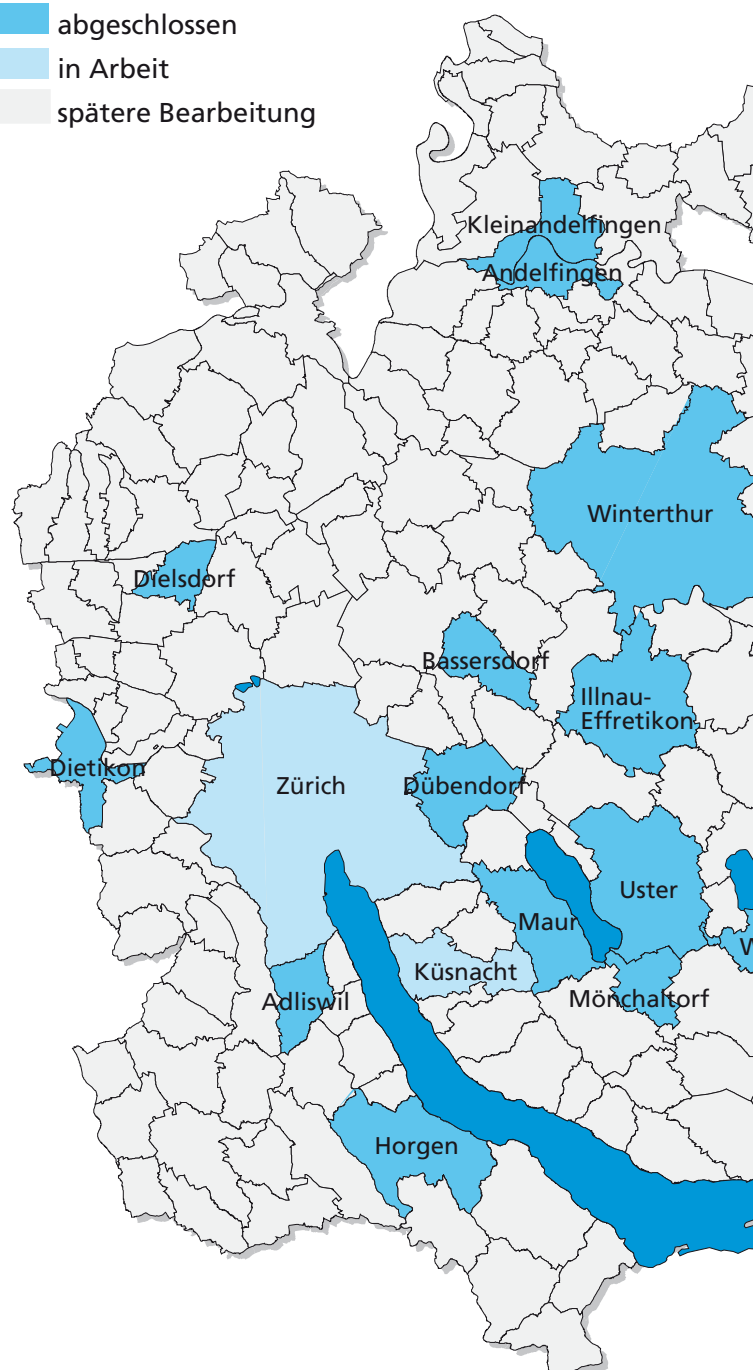 abgeschlossen
in Arbeit
spätere Bearbeitung
Kleinandelfingen
Andelfingen
Winterthur
Dielsdorf
Bassersdorf
Illnau-
Effretikon
Dietikon
Zürich
Dübendorf
Uster
Maur
W
Küsnacht
Adliswil
Mönchaltorf
Horgen